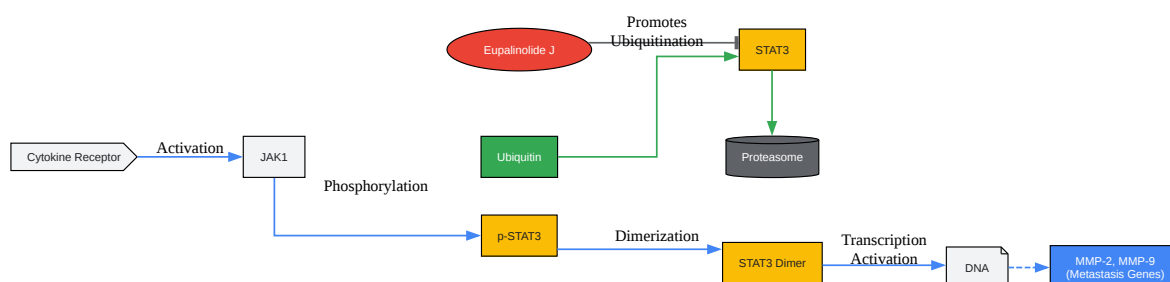 Promotes
Ubiquitination
Eupalinolide J
STAT3
Cytokine Receptor
Activation
JAK1
Ubiquitin
Proteasome
Phosphorylation
p-STAT3
Dimerization
STAT3 Dimer
Transcription
Activation
DNA
MMP-2, MMP-9
(Metastasis Genes)